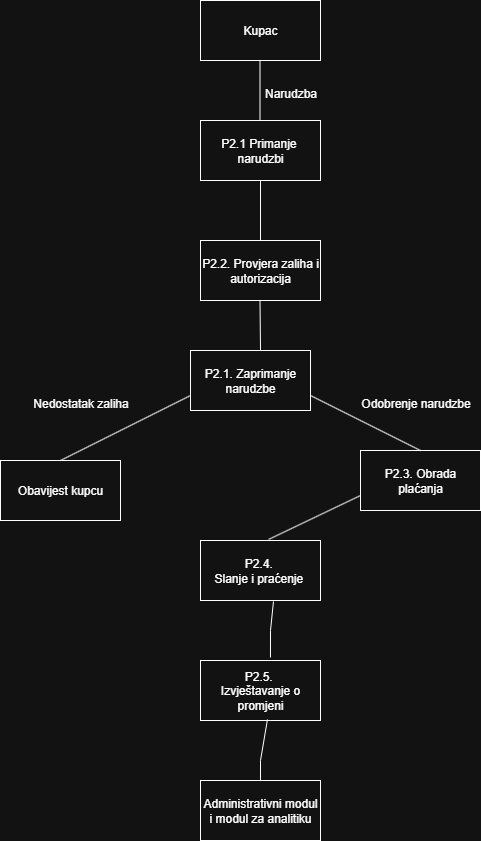 Kupac
Narudzba
P2.1 Primanje
narudzbi
P2.2. Provjera zaliha i
autorizacija
P2.1. Zaprimanje
narudzbe
Nedostatak zaliha
Odobrenje narudzbe
Obavijest kupcu
P2.3. Obrada
plaćanja
P2.4.
Slanje i praćenje
P2.5.
Izvještavanje o
promjeni
Administrativni modul
i modul za analitiku